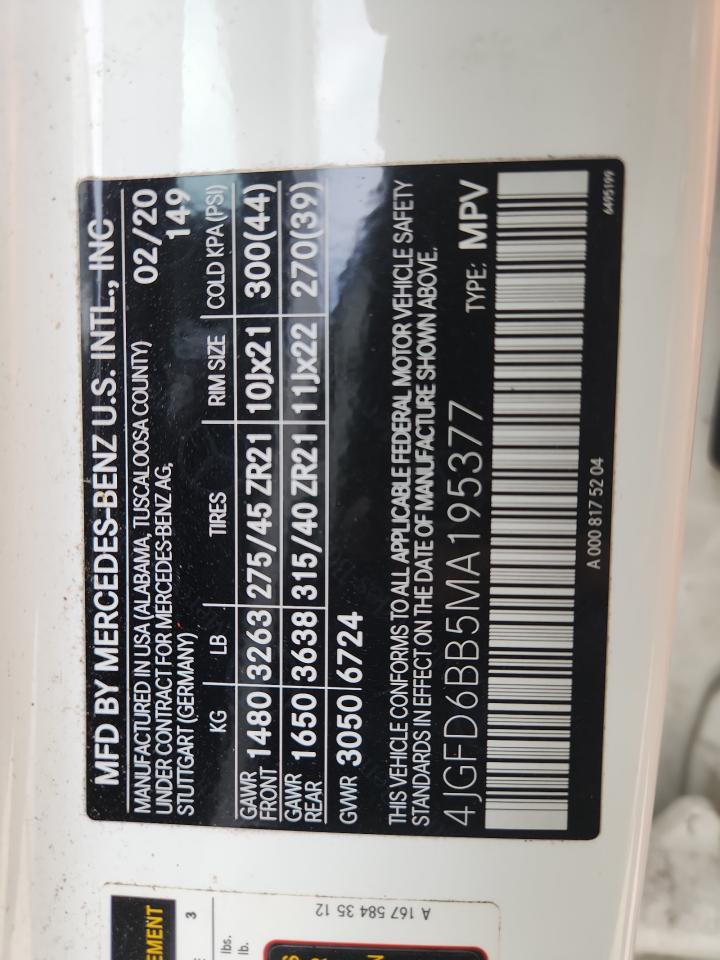 MFD BY MERCEDES-BENZ U.S. INTL., INC
MANUFACTURED IN USA (ALABAMA, TUSCALOOSA COUNTY) 02/20
UNDER CONTRACT FOR MERCEDES-BENZ AG, 149
STUTTGART (GERMANY)
KG LB TIRES RIM SIZE COLD KPA (PSI)
GAWR FRONT 1480 3263 275/45 ZR21 10Jx21 300(44)
GAWR REAR 1650 3638 315/40 ZR21 11Jx22 270(39)
GVWR 3050 6724
THIS VEHICLE CONFORMS TO ALL APPLICABLE FEDERAL MOTOR VEHICLE SAFETY
STANDARDS IN EFFECT ON THE DATE OF MANUFACTURE SHOWN ABOVE.
4JGFD6BB5MA195377 TYPE: MPV
A 000 817 52 04
6495199
A 167 584 35 12
3
lbs.
lb.